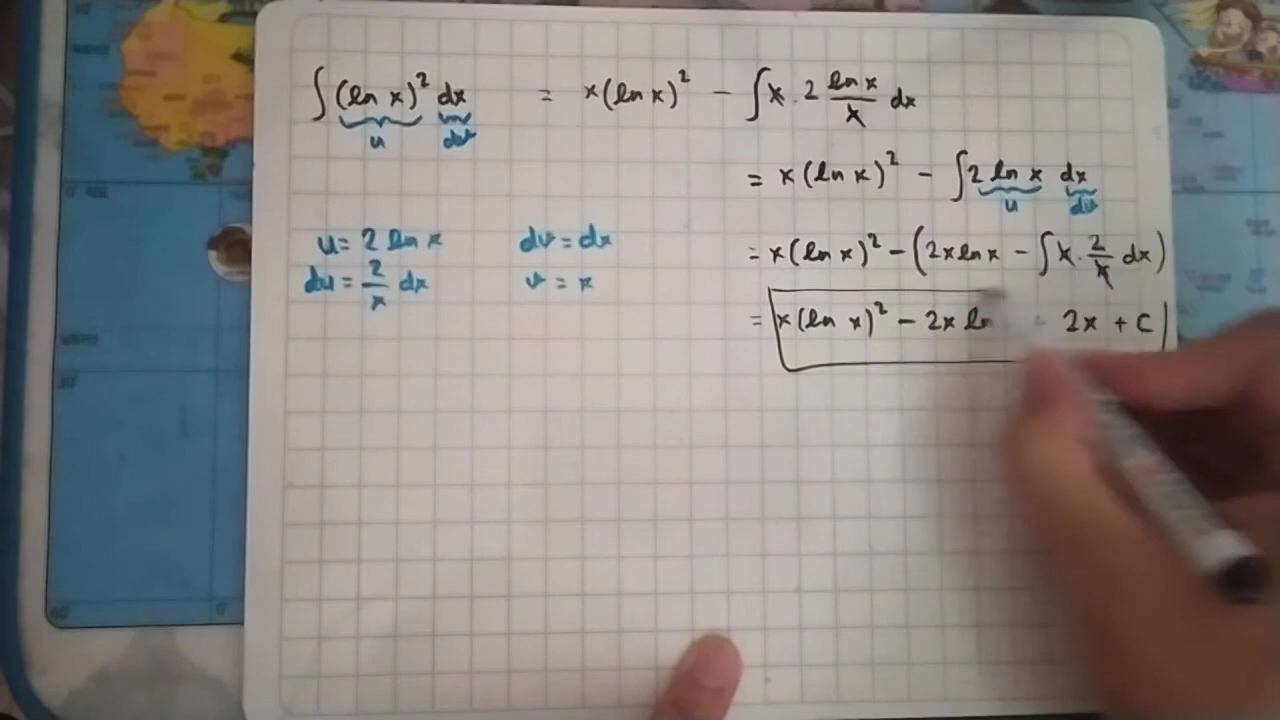 ∫ (ln x)² dx = x(ln x)² − ∫ x · 2 ln x / x dx
u dv
= x(ln x)² − ∫ 2 ln x dx
u dv
u = 2 ln x dv = dx
du = 2/x dx v = x
= x(ln x)² − (2x ln x − ∫ x · 2/x dx)
= x(ln x)² − 2x ln 2x + C